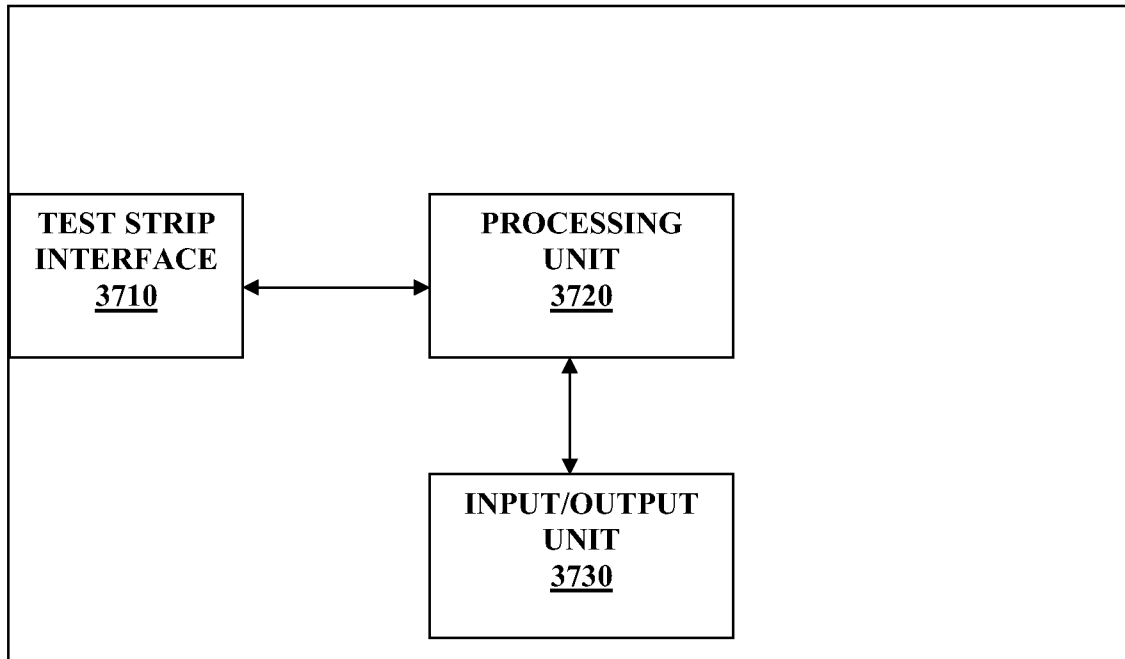 TEST STRIP
INTERFACE
3710
PROCESSING
UNIT
3720
INPUT/OUTPUT
UNIT
3730